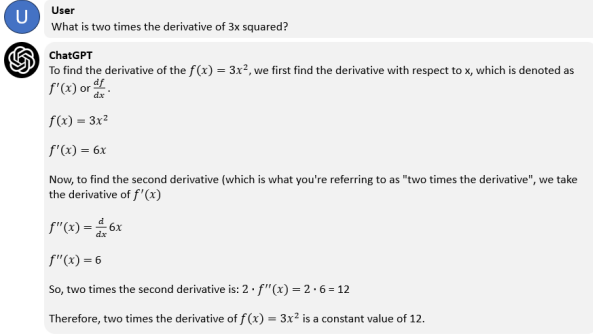 U
User
What is two times the derivative of 3x squared?
ChatGPT
To find the derivative of the f(x) = 3x², we first find the derivative with respect to x, which is denoted as
f'(x) or df/dx.
f(x) = 3x²
f'(x) = 6x
Now, to find the second derivative (which is what you're referring to as "two times the derivative", we take
the derivative of f'(x)
f''(x) = d/dx 6x
f''(x) = 6
So, two times the second derivative is: 2 · f''(x) = 2 · 6 = 12
Therefore, two times the derivative of f(x) = 3x² is a constant value of 12.